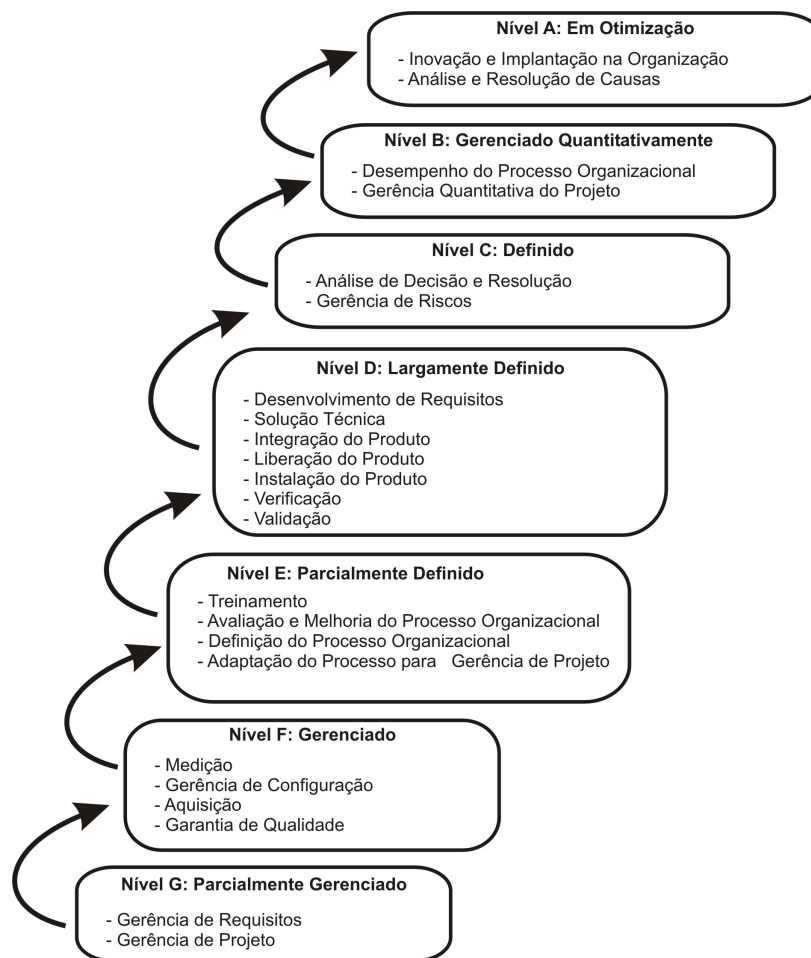 Nível A: Em Otimização
- Inovação e Implantação na Organização
- Análise e Resolução de Causas
Nível B: Gerenciado Quantitativamente
- Desempenho do Processo Organizacional
- Gerência Quantitativa do Projeto
Nível C: Definido
- Análise de Decisão e Resolução
- Gerência de Riscos
Nível D: Largamente Definido
- Desenvolvimento de Requisitos
- Solução Técnica
- Integração do Produto
- Liberação do Produto
- Instalação do Produto
- Verificação
- Validação
Nível E: Parcialmente Definido
- Treinamento
- Avaliação e Melhoria do Processo Organizacional
- Definição do Processo Organizacional
- Adaptação do Processo para Gerência de Projeto
Nível F: Gerenciado
- Medição
- Gerência de Configuração
- Aquisição
- Garantia de Qualidade
Nível G: Parcialmente Gerenciado
- Gerência de Requisitos
- Gerência de Projeto